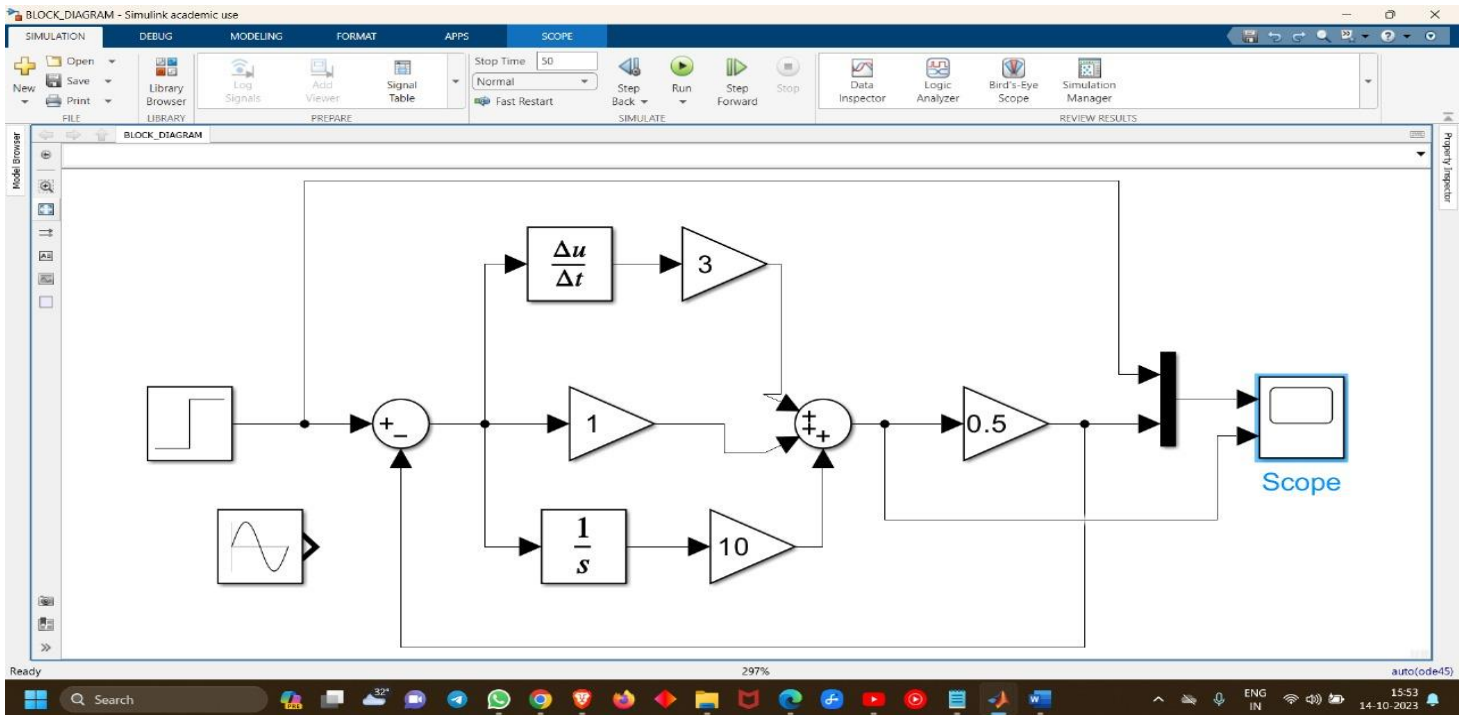 BLOCK_DIAGRAM - Simulink academic use
SIMULATION DEBUG MODELING FORMAT APPS SCOPE
New
Open
Save
Print
FILE
Library Browser
LIBRARY
Log Signals
Add Viewer
Signal Table
PREPARE
Stop Time 50
Normal
Fast Restart
Step Back
Run
Step Forward
Stop
SIMULATE
Data Inspector
Logic Analyzer
Bird's-Eye Scope
Simulation Manager
REVIEW RESULTS
Model Browser
BLOCK_DIAGRAM
Property Inspector
Δu
Δt
3
+
−
1
+
+
+
0.5
1
s
10
Scope
Ready 297% auto(ode45)
Search
PRE
32°
ENG
IN
15:53
14-10-2023